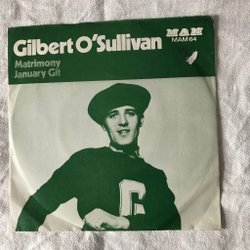 Gilbert O'Sullivan
Matrimony
January Git
MAM
MAM 64
G